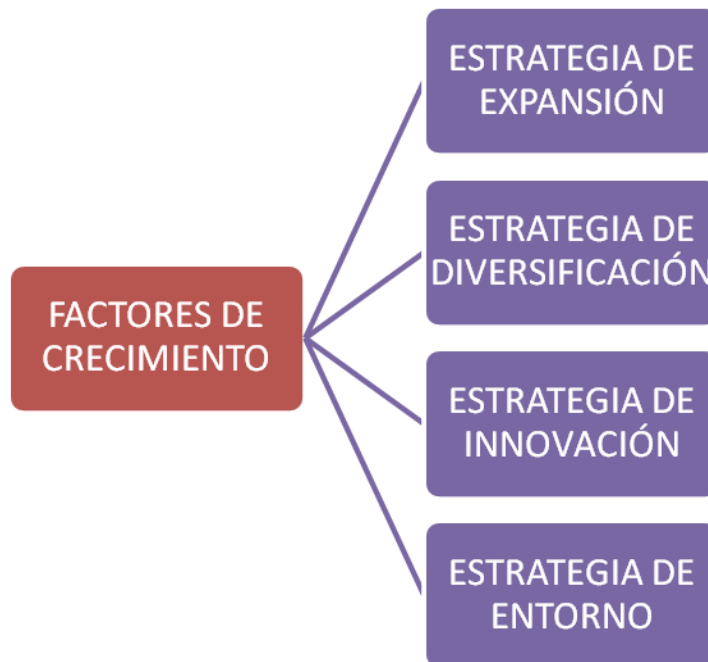 FACTORES DE
CRECIMIENTO
ESTRATEGIA DE
EXPANSIÓN
ESTRATEGIA DE
DIVERSIFICACIÓN
ESTRATEGIA DE
INNOVACIÓN
ESTRATEGIA DE
ENTORNO